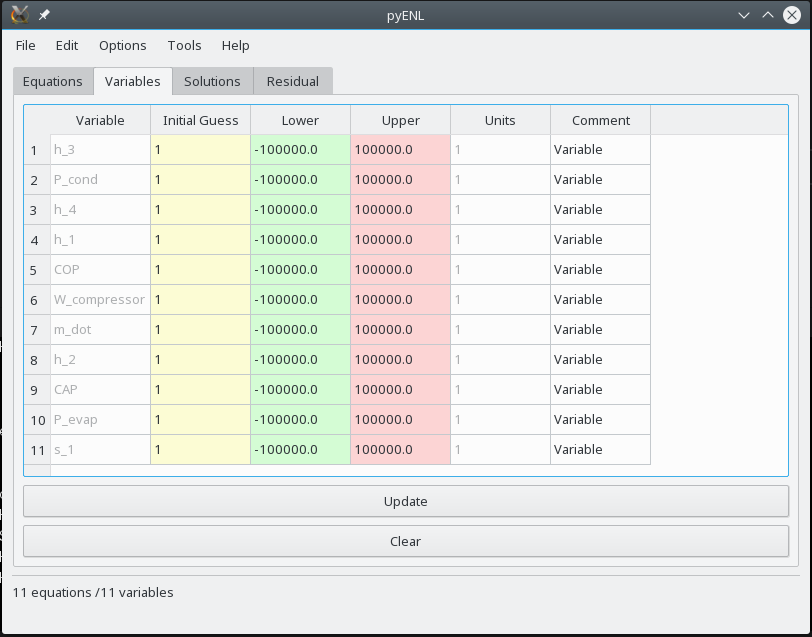 pyENL
File Edit Options Tools Help
Equations Variables Solutions Residual
Variable Initial Guess Lower Upper Units Comment
1 h_3 1 -100000.0 100000.0 1 Variable
2 P_cond 1 -100000.0 100000.0 1 Variable
3 h_4 1 -100000.0 100000.0 1 Variable
4 h_1 1 -100000.0 100000.0 1 Variable
5 COP 1 -100000.0 100000.0 1 Variable
6 W_compressor 1 -100000.0 100000.0 1 Variable
7 m_dot 1 -100000.0 100000.0 1 Variable
8 h_2 1 -100000.0 100000.0 1 Variable
9 CAP 1 -100000.0 100000.0 1 Variable
10 P_evap 1 -100000.0 100000.0 1 Variable
11 s_1 1 -100000.0 100000.0 1 Variable
Update
Clear
11 equations /11 variables